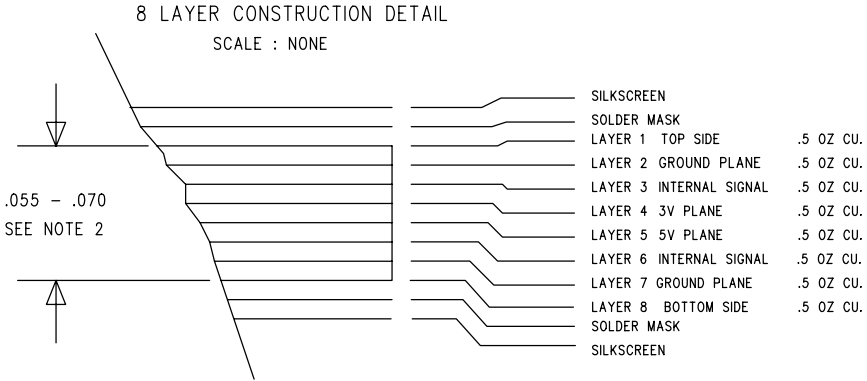 8 LAYER CONSTRUCTION DETAIL
SCALE : NONE
SILKSCREEN
SOLDER MASK
LAYER 1 TOP SIDE .5 OZ CU.
LAYER 2 GROUND PLANE .5 OZ CU.
LAYER 3 INTERNAL SIGNAL .5 OZ CU.
LAYER 4 3V PLANE .5 OZ CU.
LAYER 5 5V PLANE .5 OZ CU.
LAYER 6 INTERNAL SIGNAL .5 OZ CU.
LAYER 7 GROUND PLANE .5 OZ CU.
LAYER 8 BOTTOM SIDE .5 OZ CU.
SOLDER MASK
SILKSCREEN
.055 - .070
SEE NOTE 2